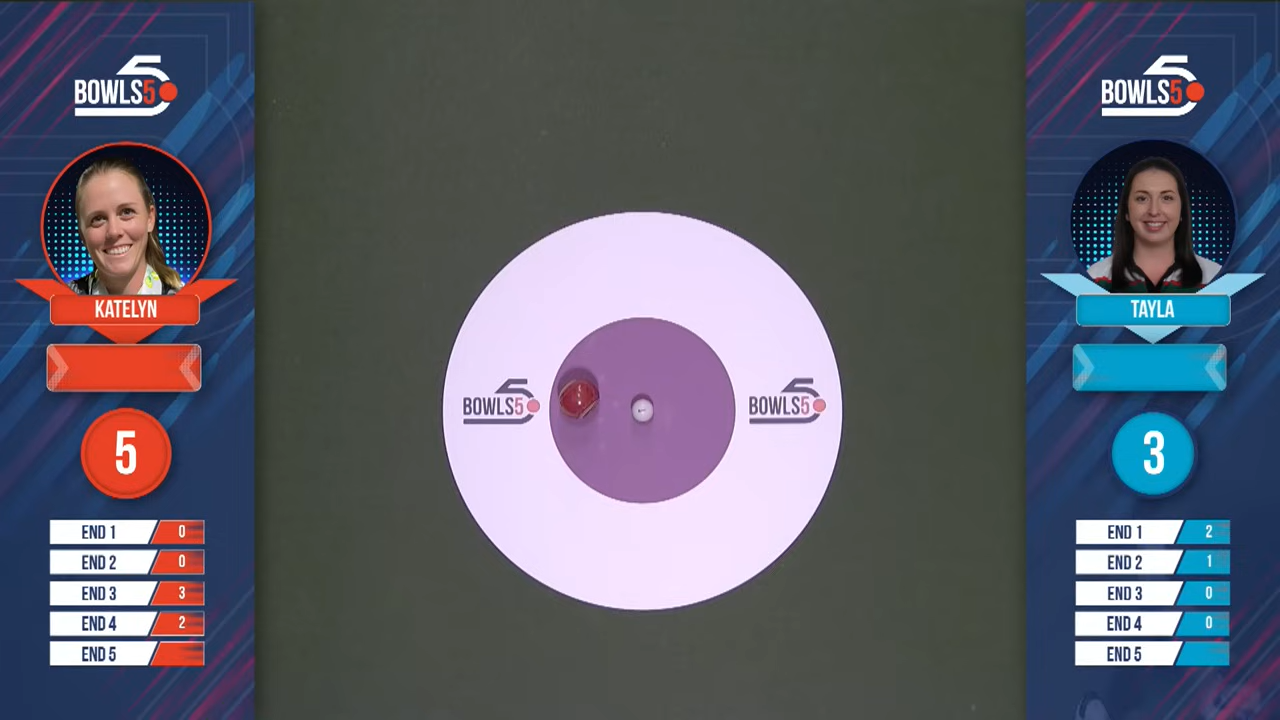 BOWLS5
KATELYN
5
END 1 0
END 2 0
END 3 3
END 4 2
END 5
BOWLS5
BOWLS5
BOWLS5
TAYLA
3
END 1 2
END 2 1
END 3 0
END 4 0
END 5